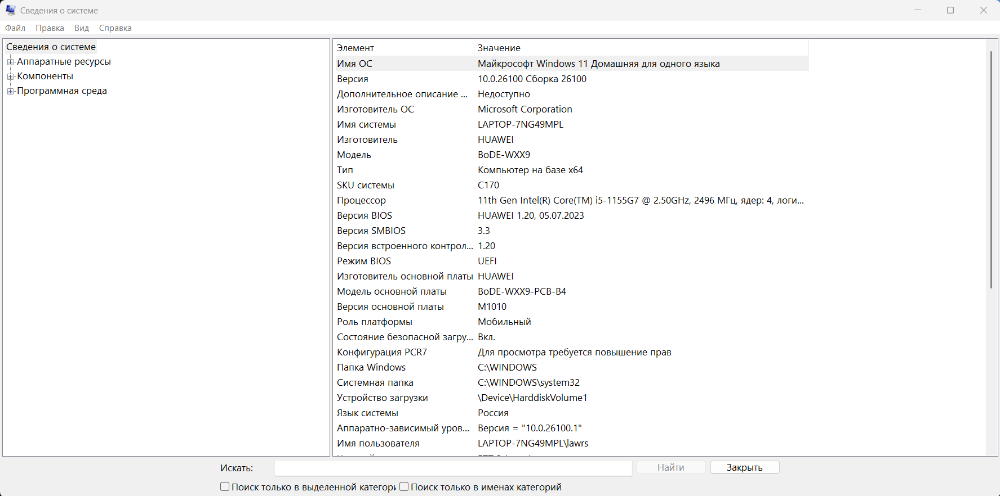 Сведения о системе
Файл Правка Вид Справка
Сведения о системе
Аппаратные ресурсы
Компоненты
Программная среда
Элемент Значение
Имя ОС Майкрософт Windows 11 Домашняя для одного языка
Версия 10.0.26100 Сборка 26100
Дополнительное описание ... Недоступно
Изготовитель ОС Microsoft Corporation
Имя системы LAPTOP-7NG49MPL
Изготовитель HUAWEI
Модель BoDE-WXX9
Тип Компьютер на базе x64
SKU системы C170
Процессор 11th Gen Intel(R) Core(TM) i5-1155G7 @ 2.50GHz, 2496 МГц, ядер: 4, логи...
Версия BIOS HUAWEI 1.20, 05.07.2023
Версия SMBIOS 3.3
Версия встроенного контрол... 1.20
Режим BIOS UEFI
Изготовитель основной платы HUAWEI
Модель основной платы BoDE-WXX9-PCB-B4
Версия основной платы M1010
Роль платформы Мобильный
Состояние безопасной загру... Вкл.
Конфигурация PCR7 Для просмотра требуется повышение прав
Папка Windows C:\WINDOWS
Системная папка C:\WINDOWS\system32
Устройство загрузки \Device\HarddiskVolume1
Язык системы Россия
Аппаратно-зависимый уров... Версия = "10.0.26100.1"
Имя пользователя LAPTOP-7NG49MPL\lawrs
Искать: Найти Закрыть
Поиск только в выделенной категори Поиск только в именах категорий